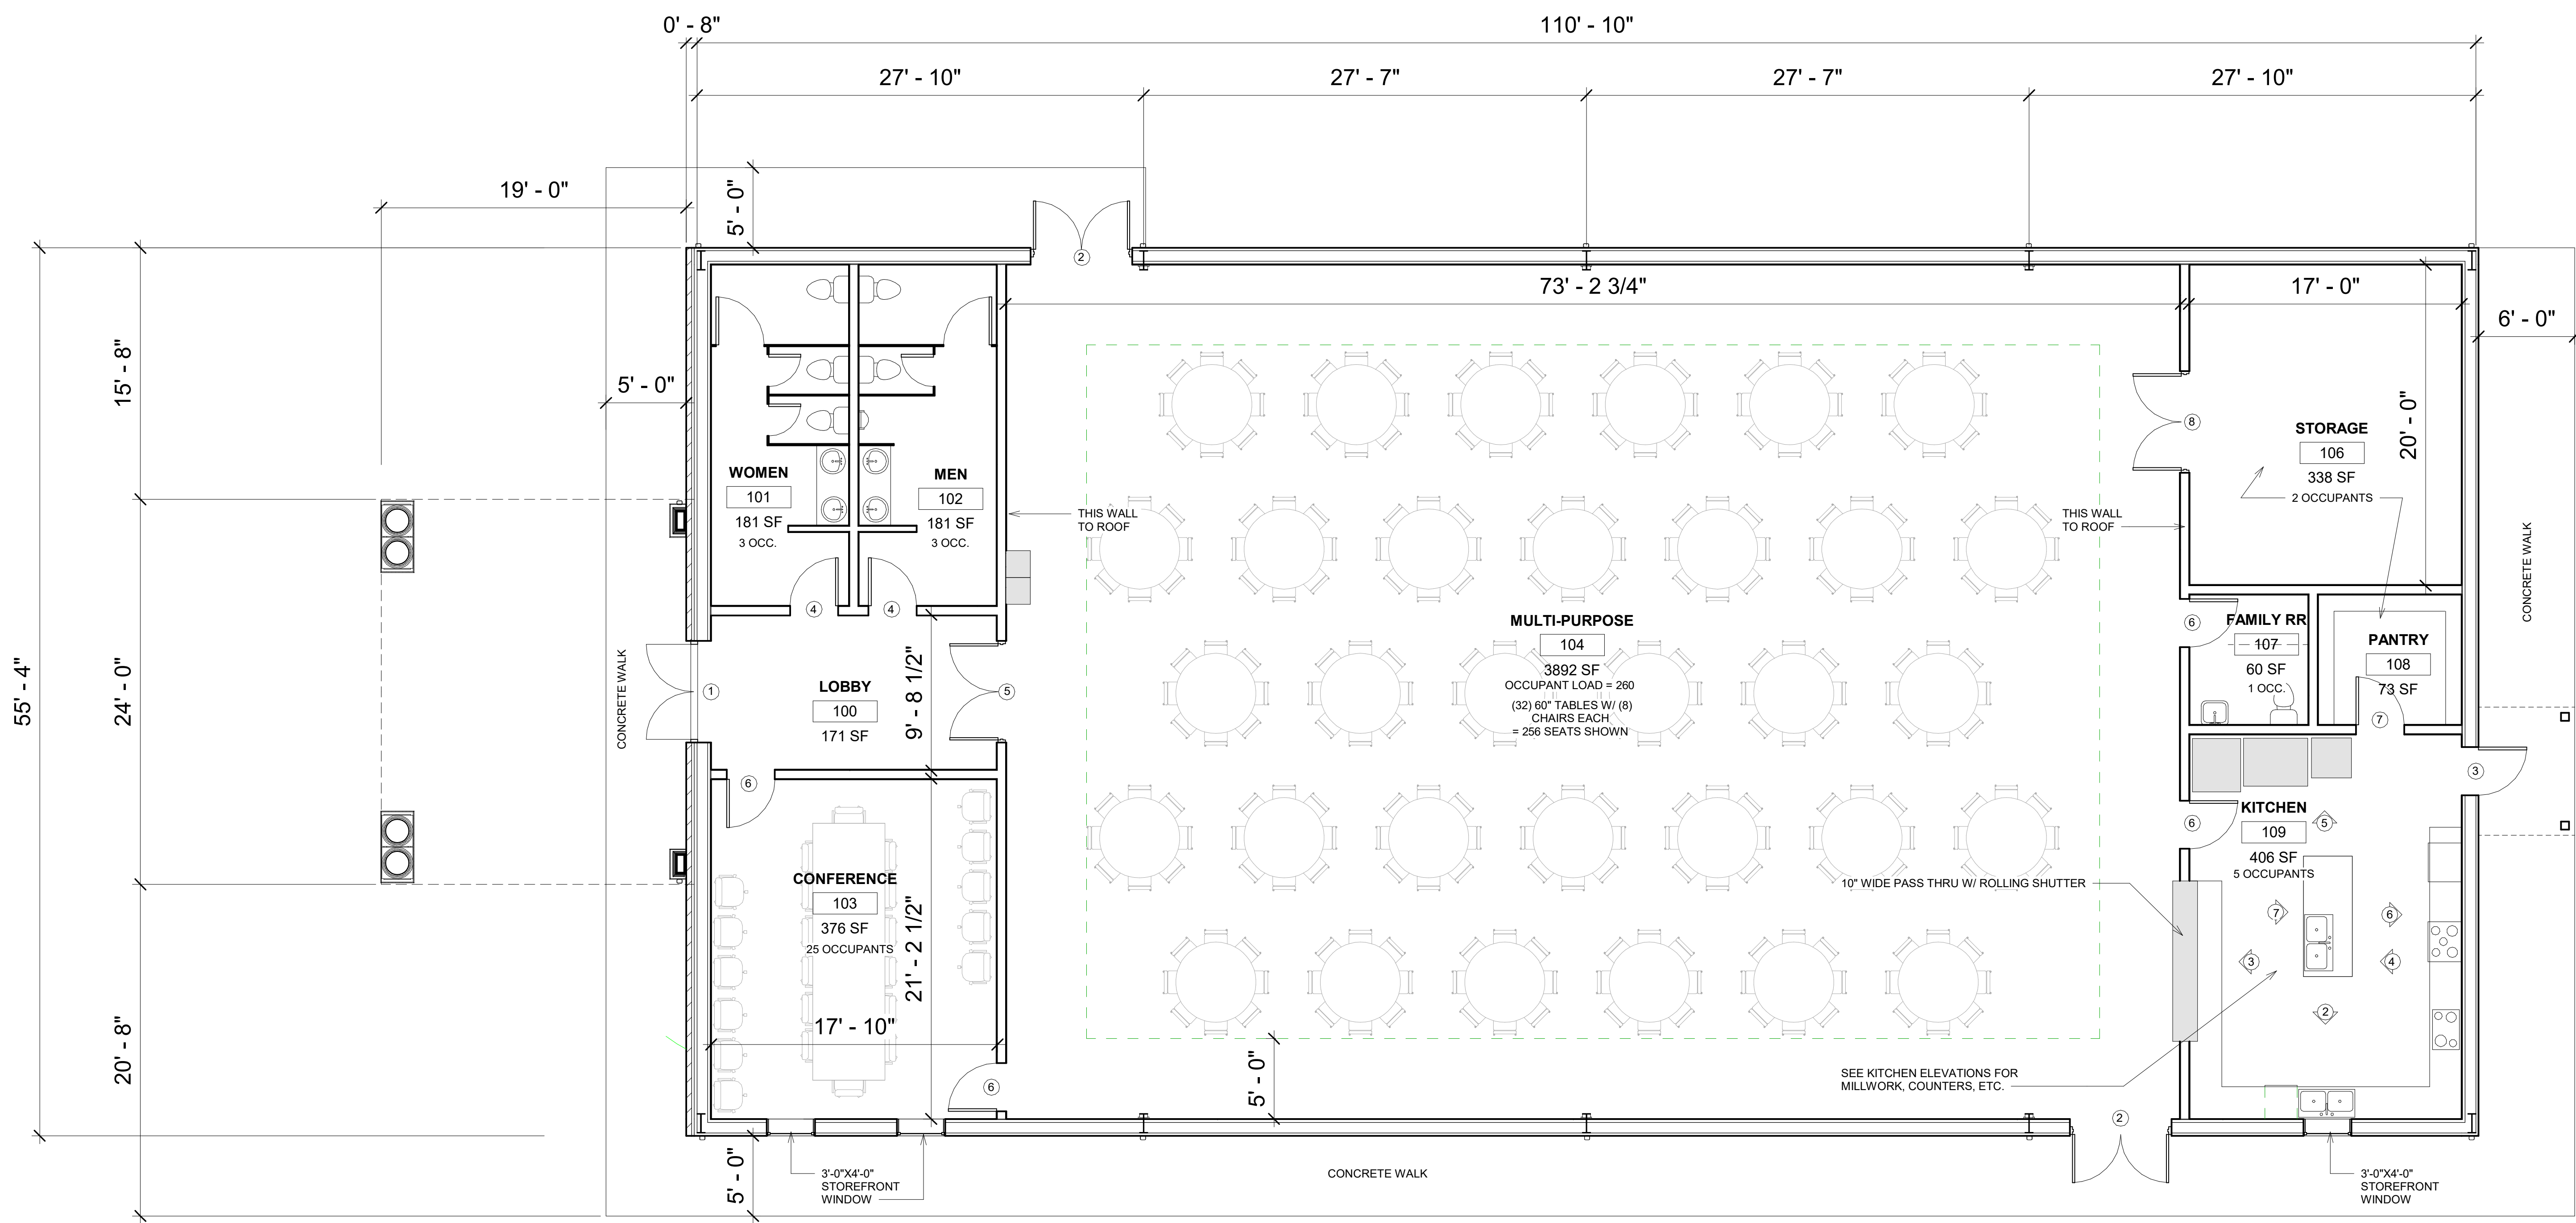 0' - 8"
110' - 10"
27' - 10"
27' - 7"
27' - 7"
27' - 10"
19' - 0"
5' - 0"
2
73' - 2 3/4"
17' - 0"
6' - 0"
15' - 8"
5' - 0"
20' - 0"
8
STORAGE
106
338 SF
2 OCCUPANTS
WOMEN
101
181 SF
3 OCC.
MEN
102
181 SF
3 OCC.
THIS WALL
TO ROOF
THIS WALL
TO ROOF
CONCRETE WALK
4
4
6
FAMILY RR
107
60 SF
1 OCC.
PANTRY
108
73 SF
7
MULTI-PURPOSE
104
3892 SF
OCCUPANT LOAD = 260
(32) 60" TABLES W/ (8)
CHAIRS EACH
= 256 SEATS SHOWN
55' - 4"
24' - 0"
CONCRETE WALK
1
LOBBY
100
171 SF
9' - 8 1/2"
5
6
3
KITCHEN
109
406 SF
5 OCCUPANTS
6
5
CONFERENCE
103
376 SF
25 OCCUPANTS
21' - 2 1/2"
17' - 10"
10" WIDE PASS THRU W/ ROLLING SHUTTER
7
6
3
4
2
20' - 8"
6
5' - 0"
SEE KITCHEN ELEVATIONS FOR
MILLWORK, COUNTERS, ETC.
2
5' - 0"
3'-0"X4'-0"
STOREFRONT
WINDOW
CONCRETE WALK
3'-0"X4'-0"
STOREFRONT
WINDOW